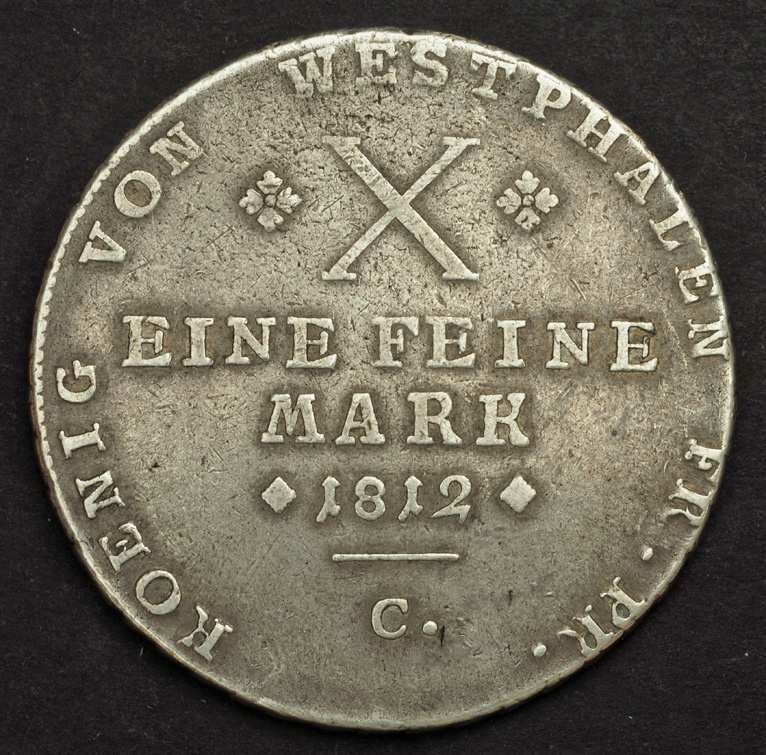 KOENIG VON WESTPHALEN FR. PR.
X
EINE FEINE
MARK
1812
C.